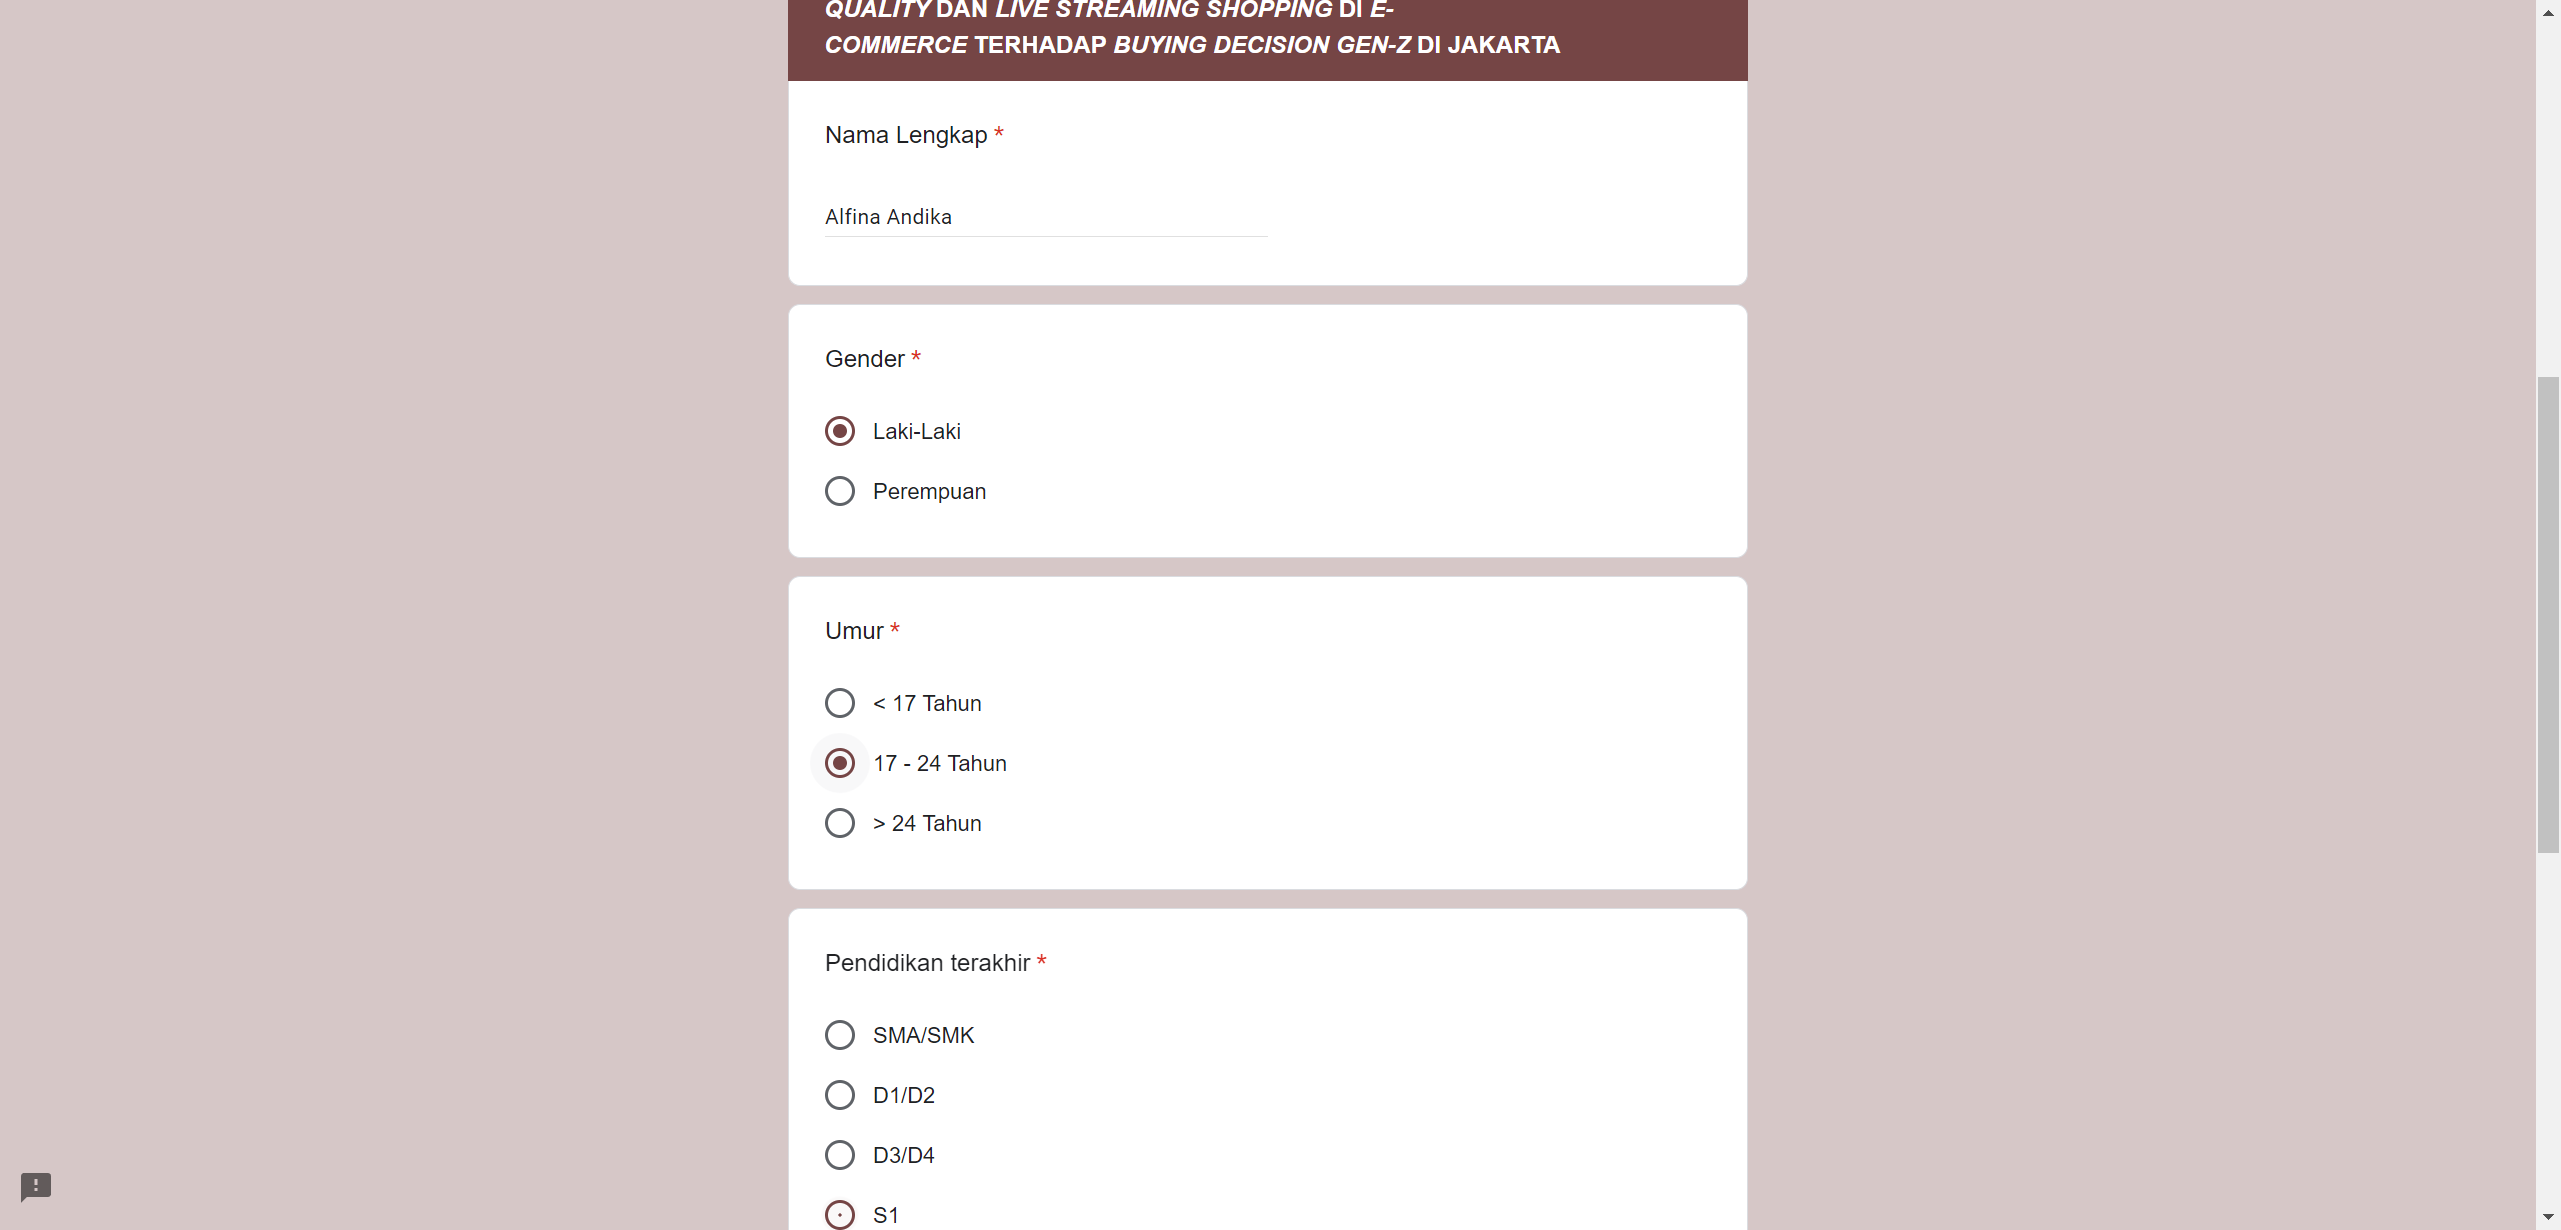 QUALITY DAN LIVE STREAMING SHOPPING DI E-
COMMERCE TERHADAP BUYING DECISION GEN-Z DI JAKARTA
Nama Lengkap *
Alfina Andika
Gender *
Laki-Laki
Perempuan
Umur *
< 17 Tahun
17 - 24 Tahun
> 24 Tahun
Pendidikan terakhir *
SMA/SMK
D1/D2
D3/D4
S1